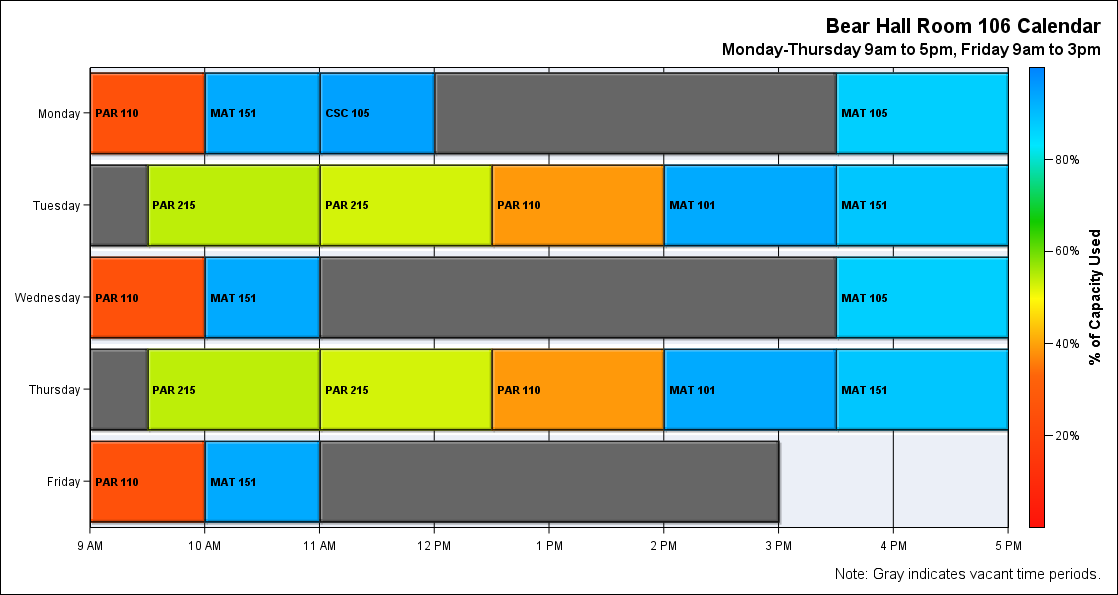 Bear Hall Room 106 Calendar
Monday-Thursday 9am to 5pm, Friday 9am to 3pm
Monday
PAR 110
MAT 151
CSC 105
MAT 105
Tuesday
PAR 215
PAR 215
PAR 110
MAT 101
MAT 151
Wednesday
PAR 110
MAT 151
MAT 105
Thursday
PAR 215
PAR 215
PAR 110
MAT 101
MAT 151
Friday
PAR 110
MAT 151
9 AM
10 AM
11 AM
12 PM
1 PM
2 PM
3 PM
4 PM
5 PM
80%
60%
40%
20%
% of Capacity Used
Note: Gray indicates vacant time periods.